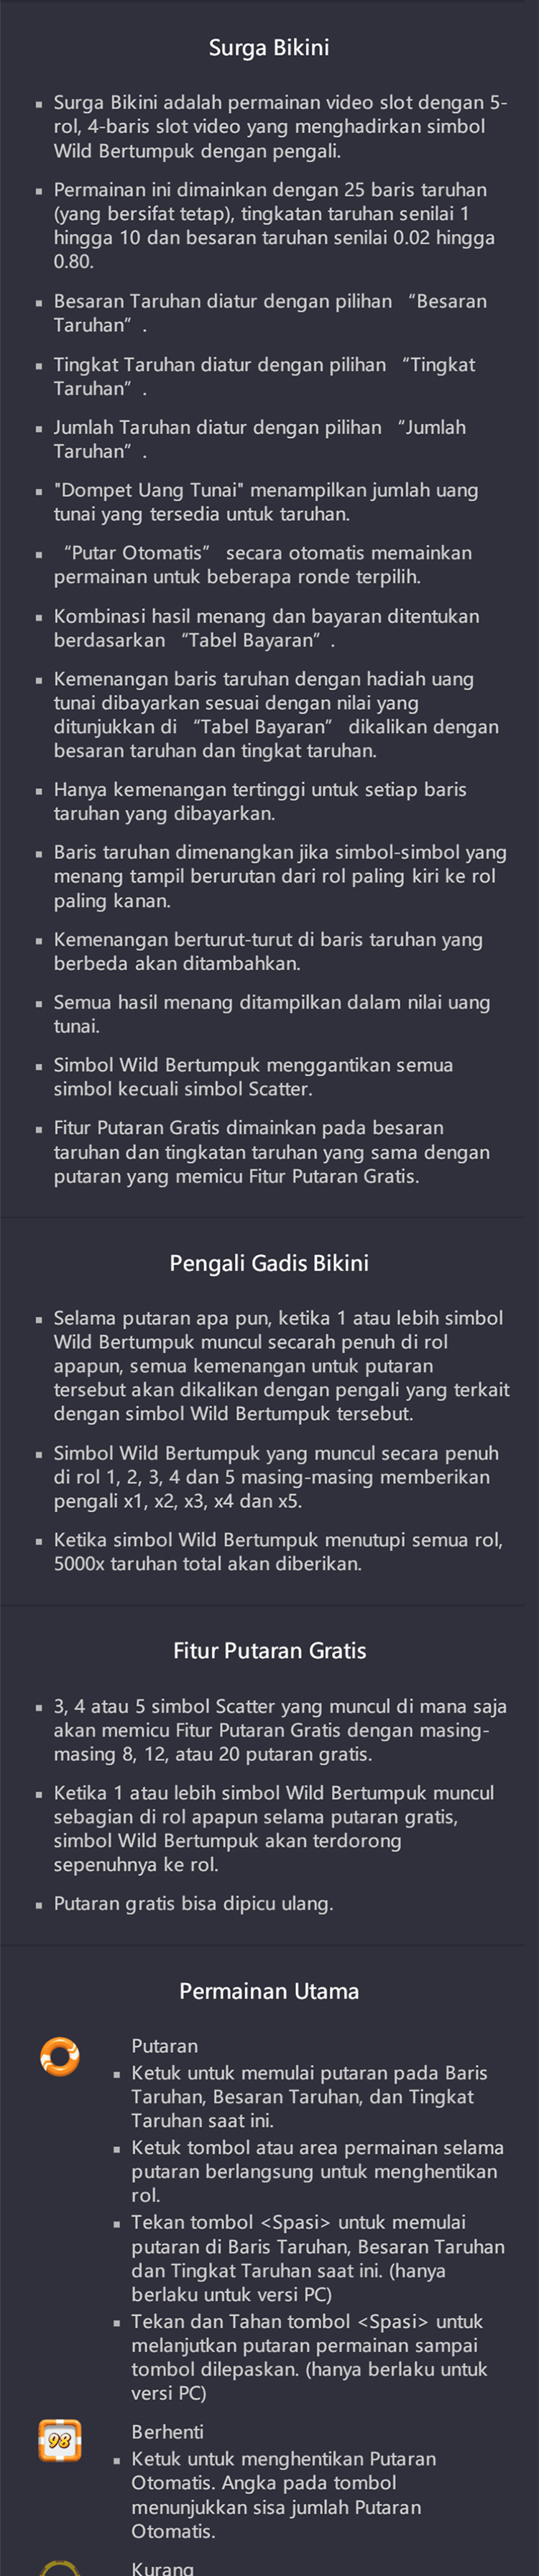 Surga Bikini
▪ Surga Bikini adalah permainan video slot dengan 5-
rol, 4-baris slot video yang menghadirkan simbol
Wild Bertumpuk dengan pengali.
▪ Permainan ini dimainkan dengan 25 baris taruhan
(yang bersifat tetap), tingkatan taruhan senilai 1
hingga 10 dan besaran taruhan senilai 0.02 hingga
0.80.
▪ Besaran Taruhan diatur dengan pilihan “Besaran
Taruhan” .
▪ Tingkat Taruhan diatur dengan pilihan “Tingkat
Taruhan” .
▪ Jumlah Taruhan diatur dengan pilihan “Jumlah
Taruhan” .
▪ "Dompet Uang Tunai" menampilkan jumlah uang
tunai yang tersedia untuk taruhan.
▪ “Putar Otomatis” secara otomatis memainkan
permainan untuk beberapa ronde terpilih.
▪ Kombinasi hasil menang dan bayaran ditentukan
berdasarkan “Tabel Bayaran” .
▪ Kemenangan baris taruhan dengan hadiah uang
tunai dibayarkan sesuai dengan nilai yang
ditunjukkan di “Tabel Bayaran” dikalikan dengan
besaran taruhan dan tingkat taruhan.
▪ Hanya kemenangan tertinggi untuk setiap baris
taruhan yang dibayarkan.
▪ Baris taruhan dimenangkan jika simbol-simbol yang
menang tampil berurutan dari rol paling kiri ke rol
paling kanan.
▪ Kemenangan berturut-turut di baris taruhan yang
berbeda akan ditambahkan.
▪ Semua hasil menang ditampilkan dalam nilai uang
tunai.
▪ Simbol Wild Bertumpuk menggantikan semua
simbol kecuali simbol Scatter.
▪ Fitur Putaran Gratis dimainkan pada besaran
taruhan dan tingkatan taruhan yang sama dengan
putaran yang memicu Fitur Putaran Gratis.
Pengali Gadis Bikini
▪ Selama putaran apa pun, ketika 1 atau lebih simbol
Wild Bertumpuk muncul secarah penuh di rol
apapun, semua kemenangan untuk putaran
tersebut akan dikalikan dengan pengali yang terkait
dengan simbol Wild Bertumpuk tersebut.
▪ Simbol Wild Bertumpuk yang muncul secara penuh
di rol 1, 2, 3, 4 dan 5 masing-masing memberikan
pengali x1, x2, x3, x4 dan x5.
▪ Ketika simbol Wild Bertumpuk menutupi semua rol,
5000x taruhan total akan diberikan.
Fitur Putaran Gratis
▪ 3, 4 atau 5 simbol Scatter yang muncul di mana saja
akan memicu Fitur Putaran Gratis dengan masing-
masing 8, 12, atau 20 putaran gratis.
▪ Ketika 1 atau lebih simbol Wild Bertumpuk muncul
sebagian di rol apapun selama putaran gratis,
simbol Wild Bertumpuk akan terdorong
sepenuhnya ke rol.
▪ Putaran gratis bisa dipicu ulang.
Permainan Utama
Putaran
▪ Ketuk untuk memulai putaran pada Baris
Taruhan, Besaran Taruhan, dan Tingkat
Taruhan saat ini.
▪ Ketuk tombol atau area permainan selama
putaran berlangsung untuk menghentikan
rol.
▪ Tekan tombol <Spasi> untuk memulai
putaran di Baris Taruhan, Besaran Taruhan
dan Tingkat Taruhan saat ini. (hanya
berlaku untuk versi PC)
▪ Tekan dan Tahan tombol <Spasi> untuk
melanjutkan putaran permainan sampai
tombol dilepaskan. (hanya berlaku untuk
versi PC)
98
Berhenti
▪ Ketuk untuk menghentikan Putaran
Otomatis. Angka pada tombol
menunjukkan sisa jumlah Putaran
Otomatis.
Kurang